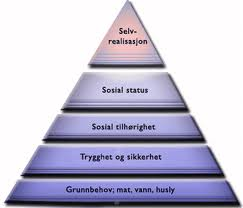 Selv-
realisasjon
Sosial status
Sosial tilhørighet
Trygghet og sikkerhet
Grunnbehov; mat, vann, husly